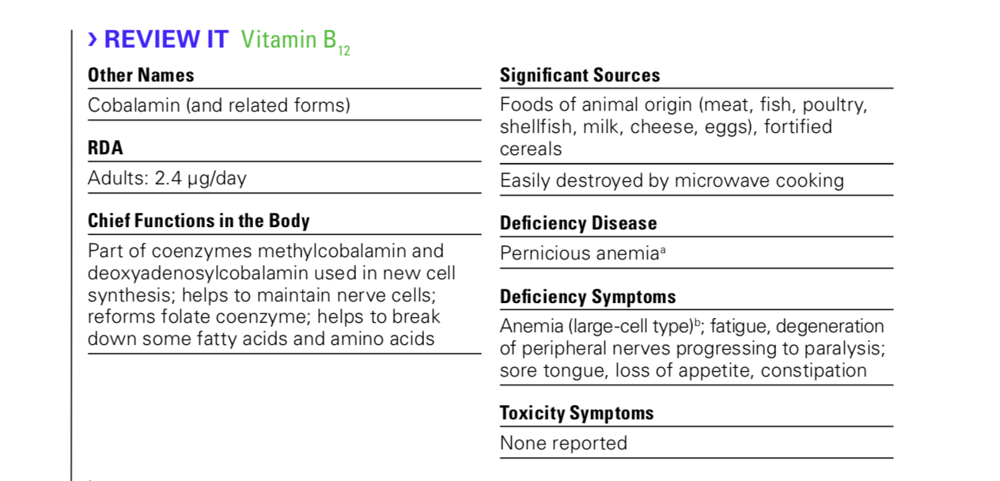 › REVIEW IT Vitamin B₁₂
Other Names
Cobalamin (and related forms)
RDA
Adults: 2.4 µg/day
Chief Functions in the Body
Part of coenzymes methylcobalamin and
deoxyadenosylcobalamin used in new cell
synthesis; helps to maintain nerve cells;
reforms folate coenzyme; helps to break
down some fatty acids and amino acids
Significant Sources
Foods of animal origin (meat, fish, poultry,
shellfish, milk, cheese, eggs), fortified
cereals
Easily destroyed by microwave cooking
Deficiency Disease
Pernicious anemiaᵃ
Deficiency Symptoms
Anemia (large-cell type)ᵇ; fatigue, degeneration
of peripheral nerves progressing to paralysis;
sore tongue, loss of appetite, constipation
Toxicity Symptoms
None reported